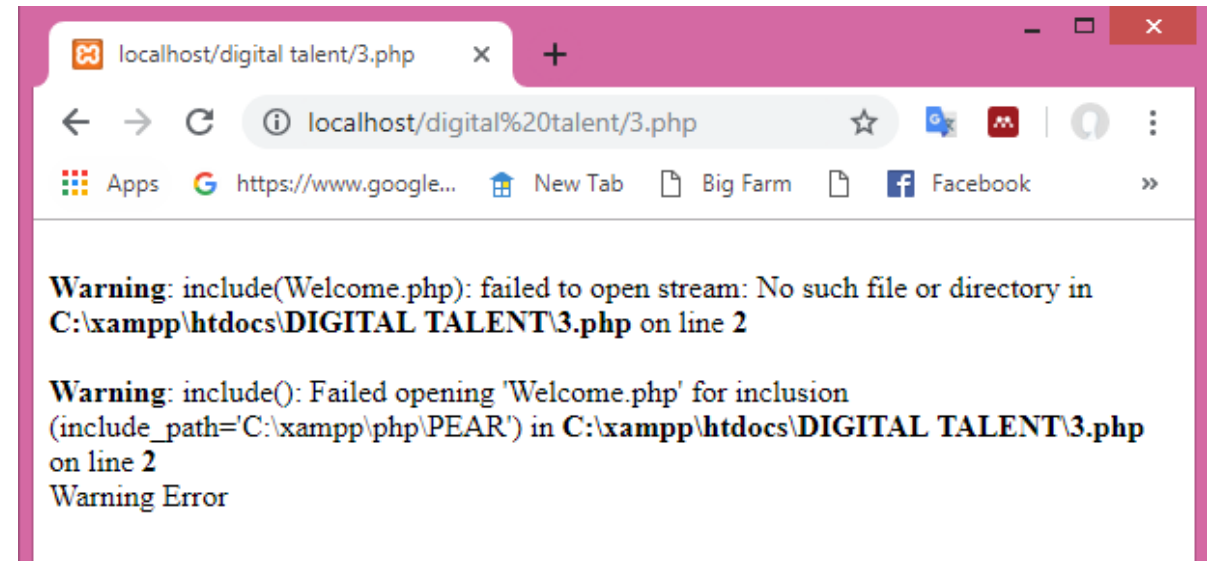 localhost/digital talent/3.php
localhost/digital%20talent/3.php
Apps
https://www.google...
New Tab
Big Farm
Facebook
Warning: include(Welcome.php): failed to open stream: No such file or directory in
C:\xampp\htdocs\DIGITAL TALENT\3.php on line 2
Warning: include(): Failed opening 'Welcome.php' for inclusion
(include_path='C:\xampp\php\PEAR') in C:\xampp\htdocs\DIGITAL TALENT\3.php
on line 2
Warning Error